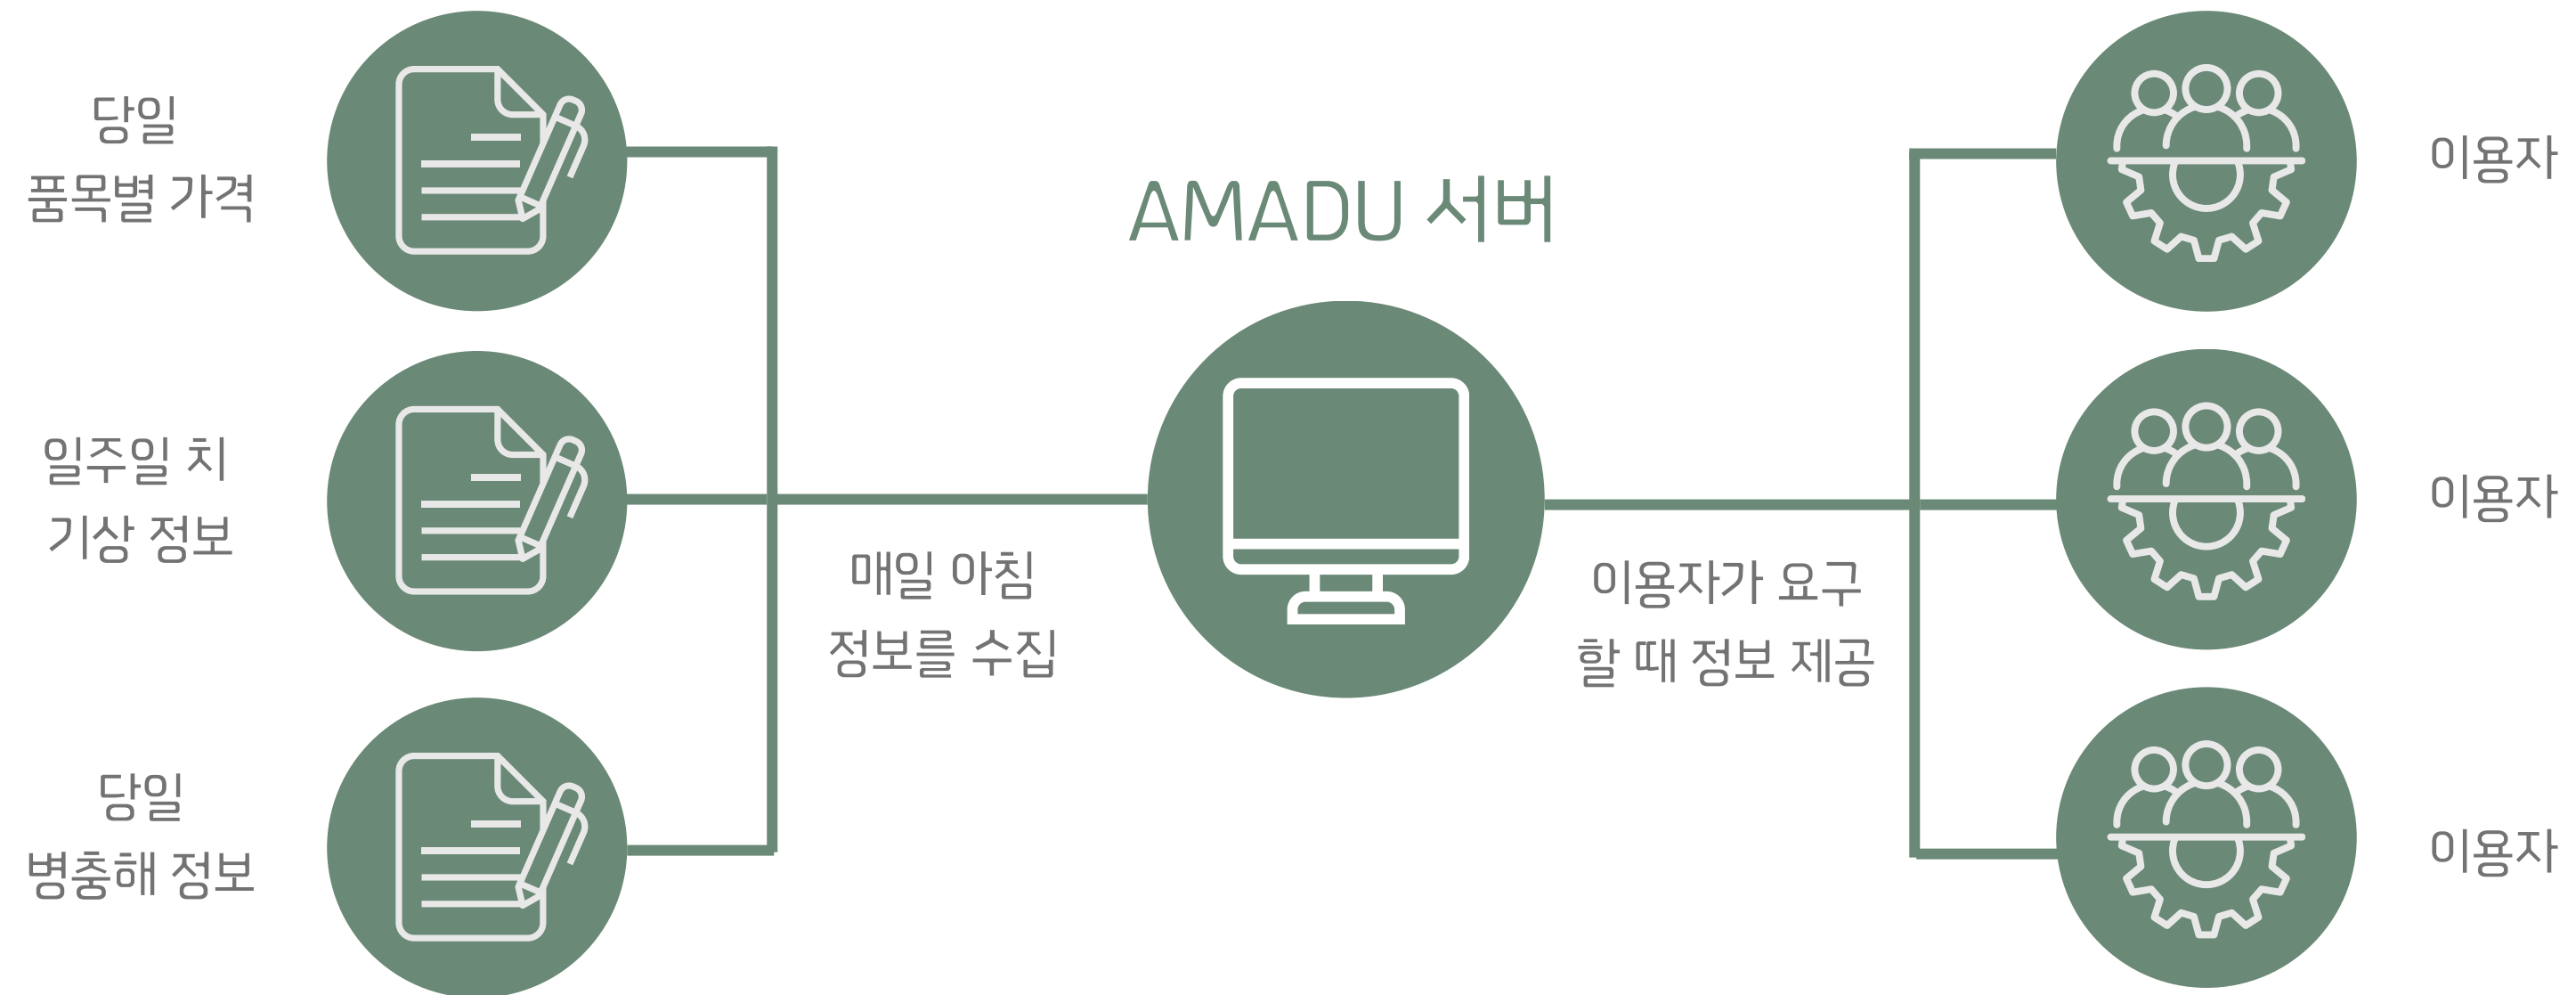 당일
품목별 가격
일주일 치
기상 정보
당일
병충해 정보
매일 아침
정보를 수집
AMADU 서버
이용자가 요구
할 때 정보 제공
이용자
이용자
이용자